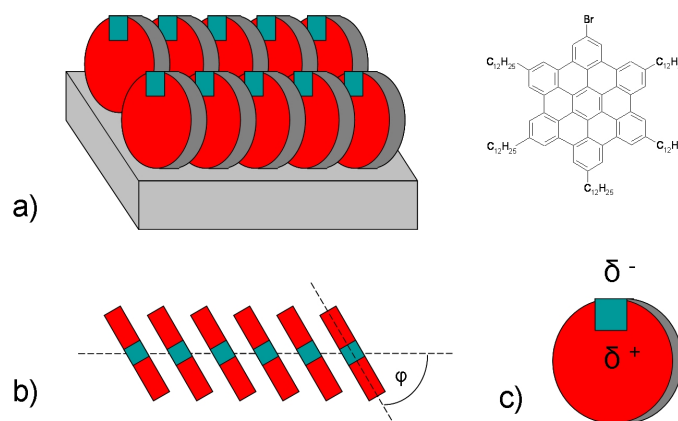 Br
C₁₂H₂₅ C₁₂H
C₁₂H₂₅ C₁₂H
C₁₂H₂₅
a)
δ⁻
δ⁺
φ
b)
c)